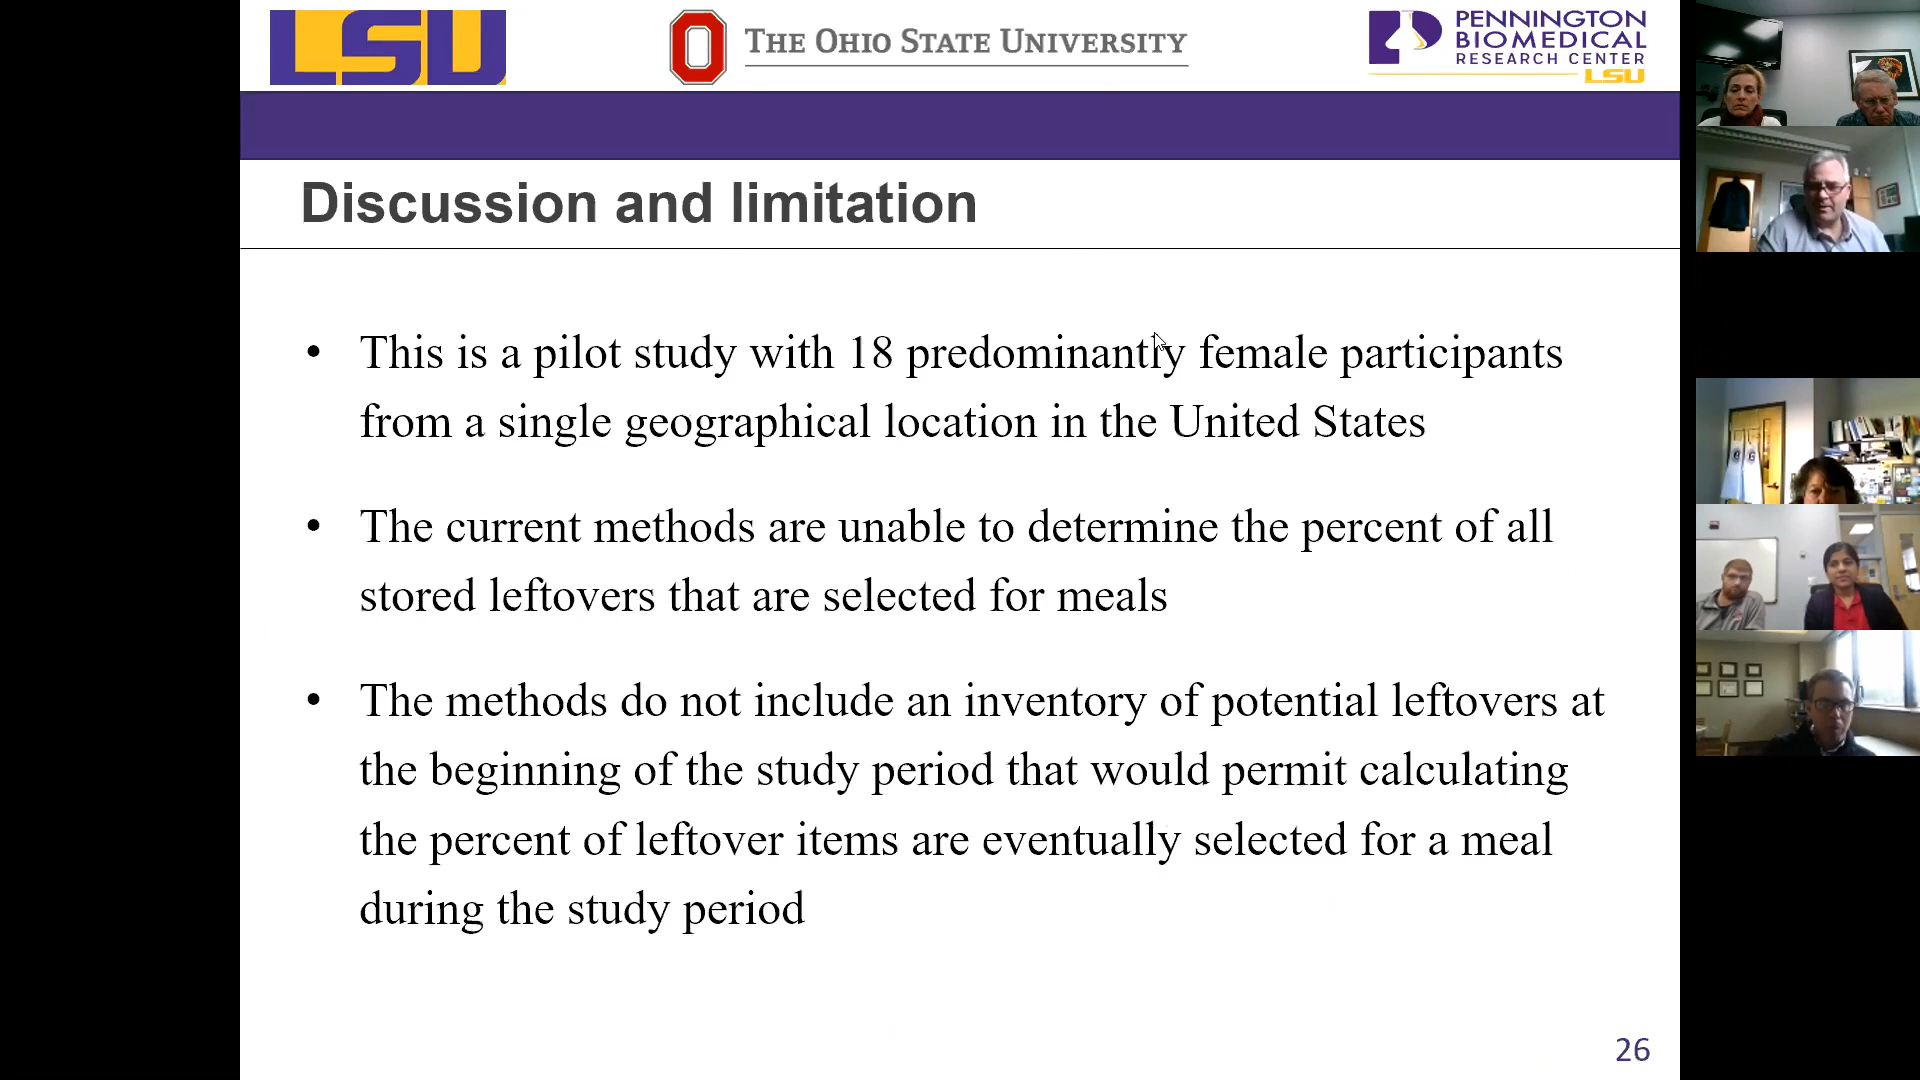 LSU
THE OHIO STATE UNIVERSITY
PENNINGTON
BIOMEDICAL
RESEARCH CENTER
LSU
Discussion and limitation
• This is a pilot study with 18 predominantly female participants
from a single geographical location in the United States
• The current methods are unable to determine the percent of all
stored leftovers that are selected for meals
• The methods do not include an inventory of potential leftovers at
the beginning of the study period that would permit calculating
the percent of leftover items are eventually selected for a meal
during the study period
26